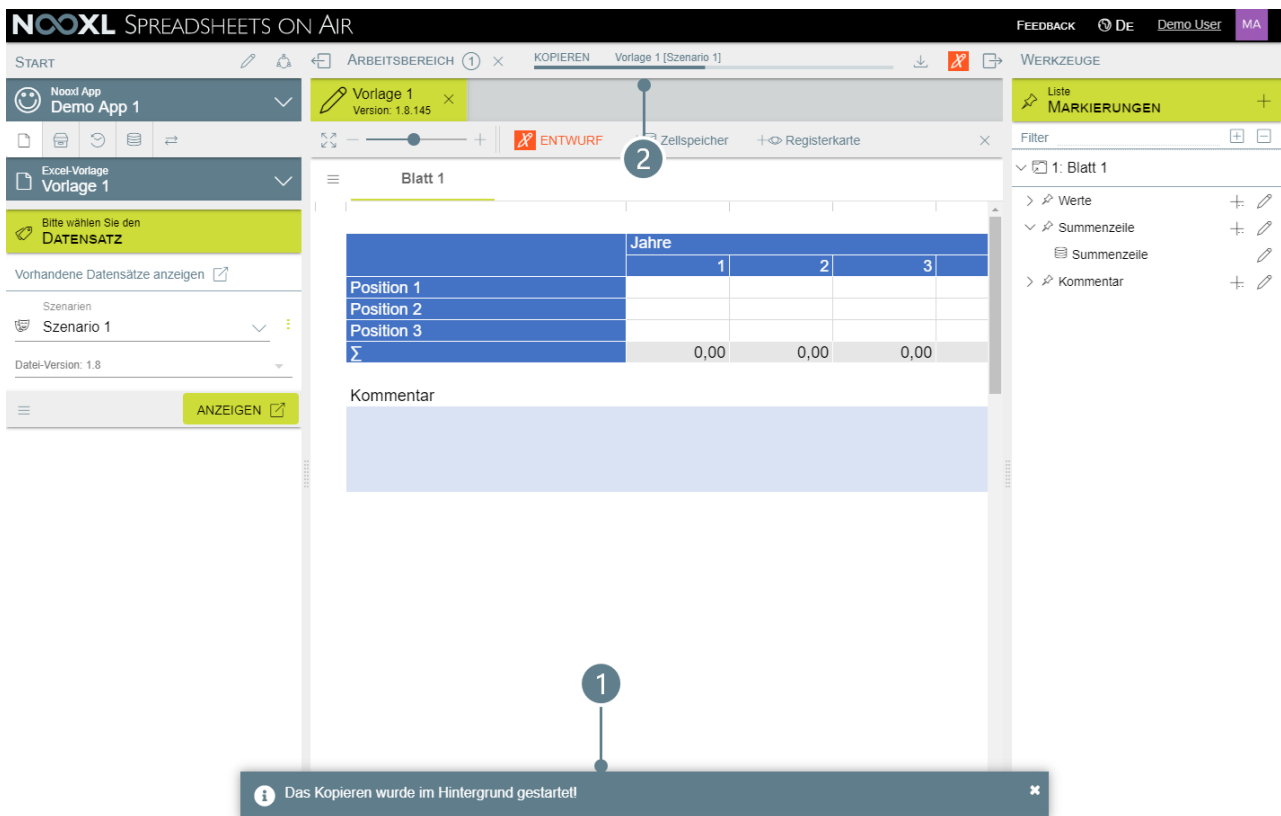 NOOXL SPREADSHEETS ON AIR
FEEDBACK DE Demo User MA
START
ARBEITSBEREICH 1
KOPIEREN Vorlage 1 [Szenario 1]
WERKZEUGE
Nooxl App
Demo App 1
Excel-Vorlage
Vorlage 1
Bitte wählen Sie den
DATENSATZ
Vorhandene Datensätze anzeigen
Szenarien
Szenario 1
Datei-Version: 1.8
ANZEIGEN
Vorlage 1
Version: 1.8.145
ENTWURF Zellspeicher Registerkarte
2
Blatt 1
Jahre
1 2 3
Position 1
Position 2
Position 3
Σ 0,00 0,00 0,00
Kommentar
Liste
MARKIERUNGEN
Filter
1: Blatt 1
Werte
Summenzeile
Summenzeile
Kommentar
1
Das Kopieren wurde im Hintergrund gestartet!